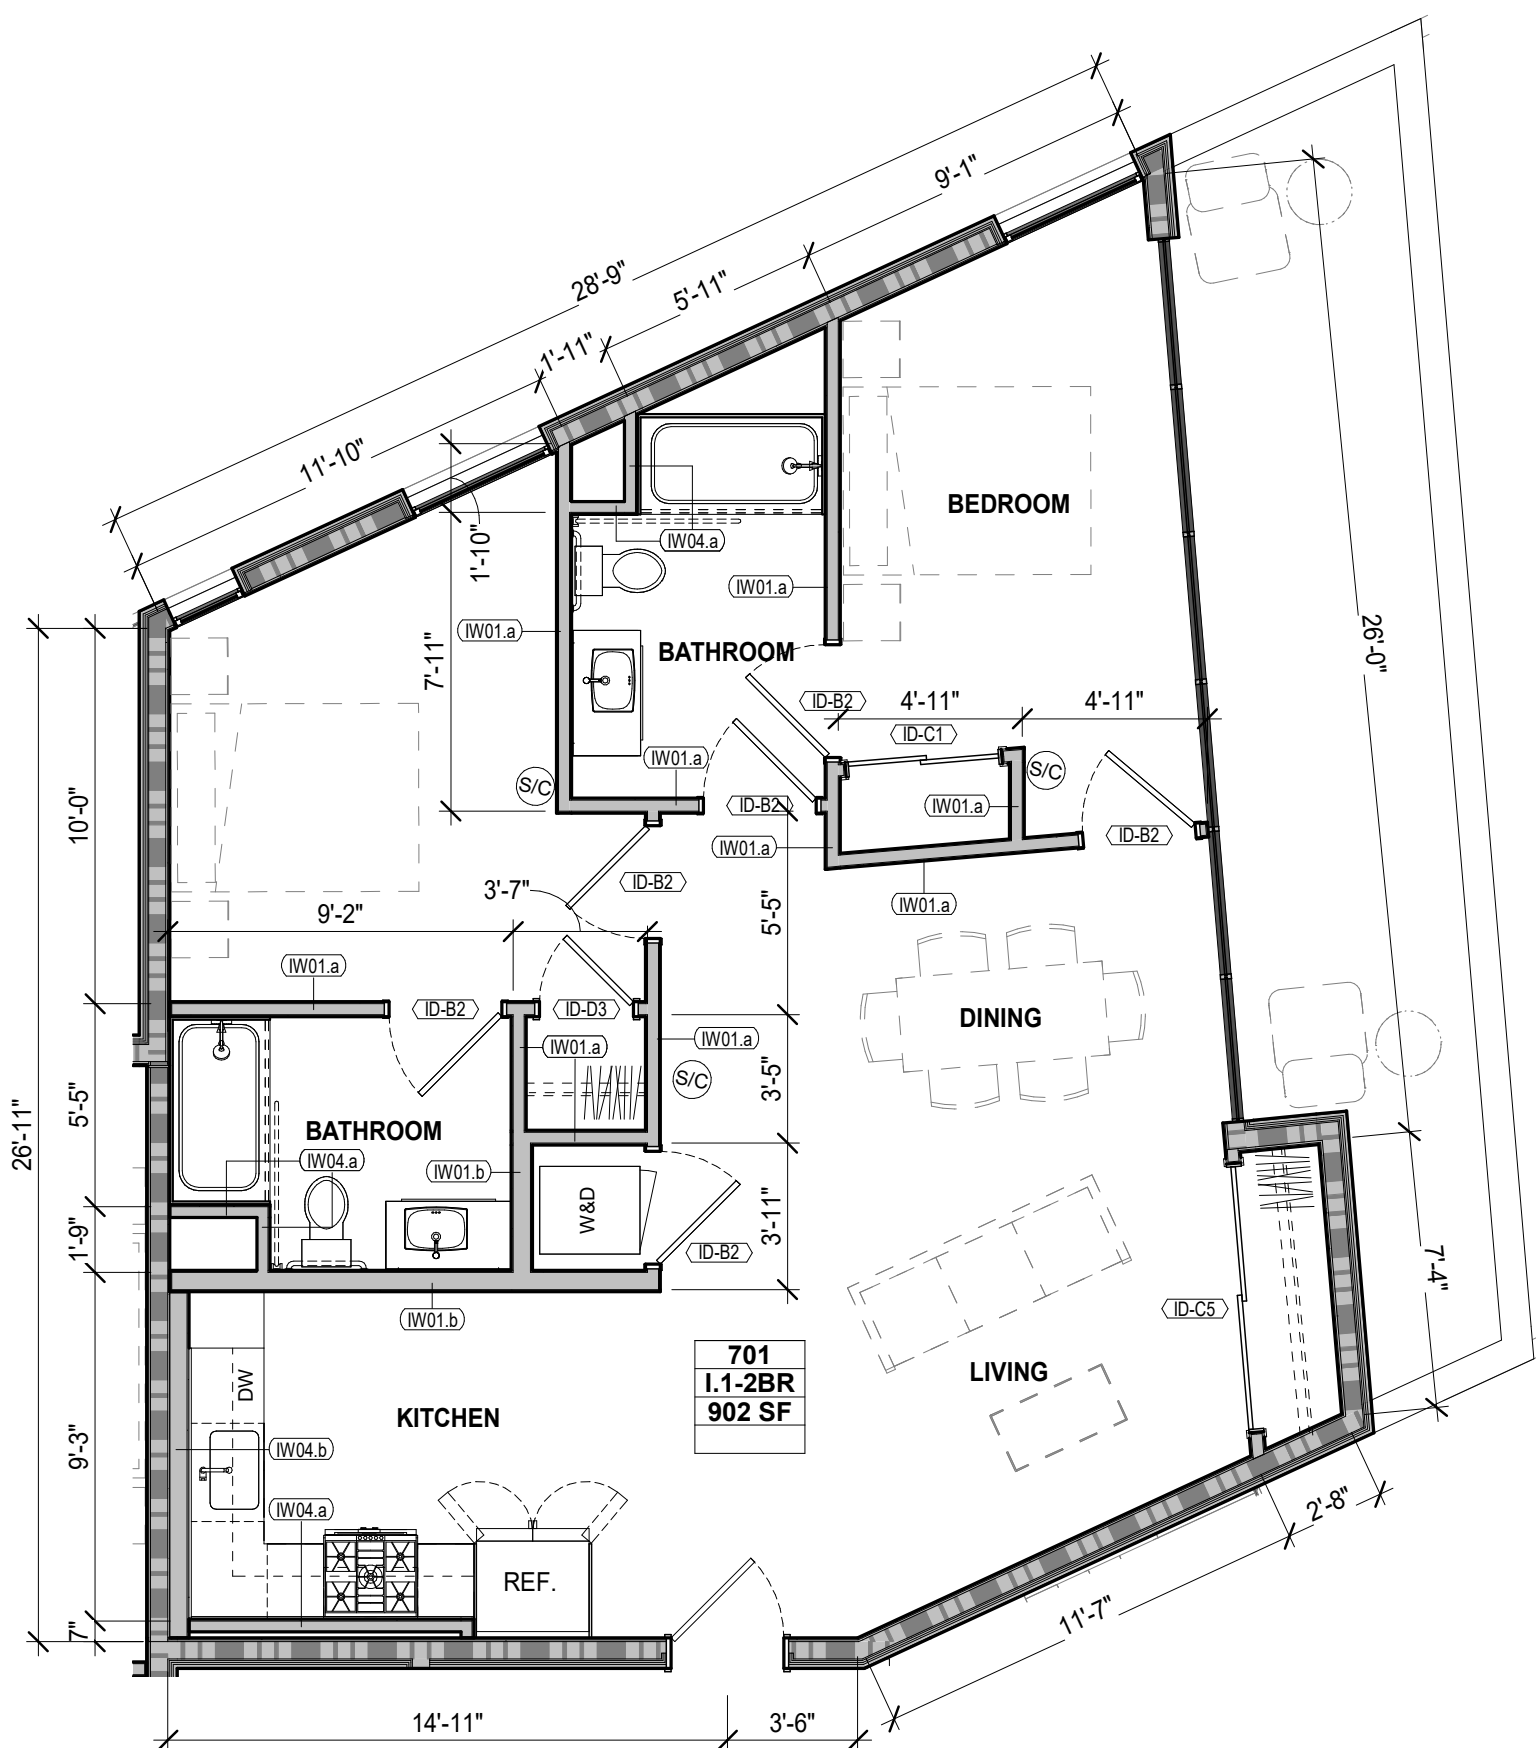 9'-1"
28'-9"
5'-11"
1'-11"
11'-10"
BEDROOM
1'-10"
IW04.a
IW01.a
IW01.a
7'-11"
BATHROOM
26'-0"
ID-B2
4'-11"
4'-11"
ID-C1
IW01.a
S/C
S/C
10'-0"
ID-B2
IW01.a
ID-B2
IW01.a
ID-B2
3'-7"
IW01.a
9'-2"
5'-5"
IW01.a
ID-B2
ID-D3
DINING
IW01.a
IW01.a
S/C
3'-5"
5'-5"
26'-11"
BATHROOM
IW04.a
IW01.b
W&D
3'-11"
1'-9"
ID-B2
7'-4"
IW01.b
ID-C5
701
I.1-2BR
902 SF
LIVING
DW
KITCHEN
9'-3"
IW04.b
IW04.a
2'-8"
REF.
11'-7"
7"
14'-11"
3'-6"